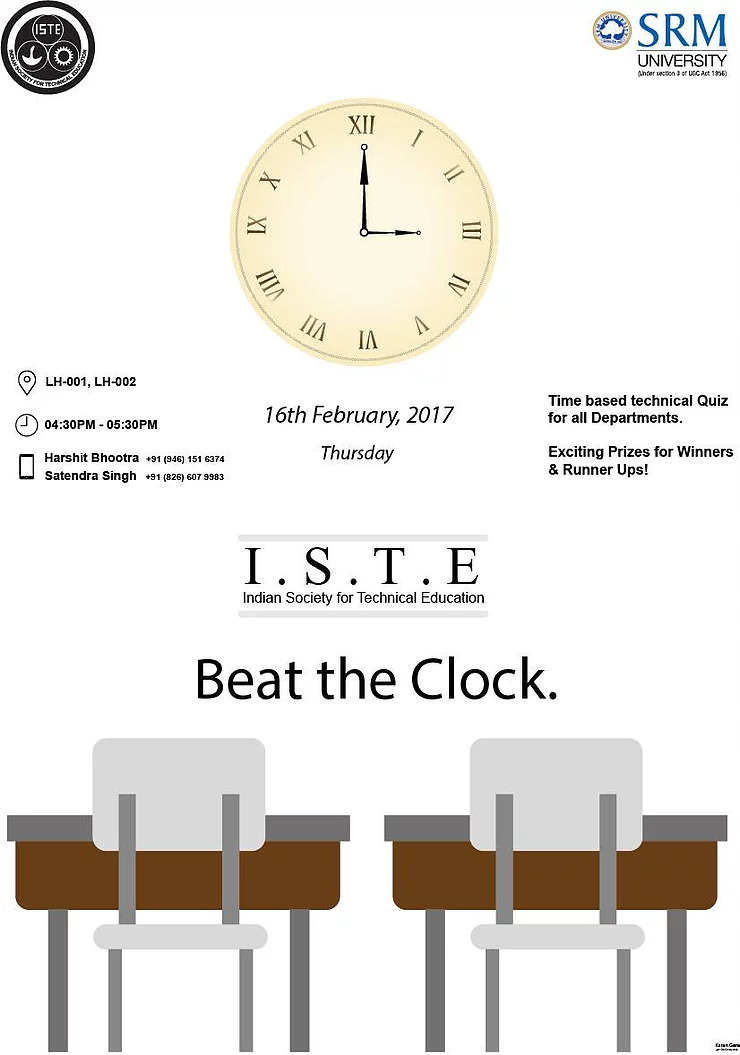 ISTE
INDIAN SOCIETY FOR TECHNICAL EDUCATION
SRM
UNIVERSITY
(Under section 3 of UGC Act 1956)
XII
I
II
III
IV
V
VI
VII
VIII
IX
X
XI
LH-001, LH-002
04:30PM - 05:30PM
Harshit Bhootra +91 (946) 151 6374
Satendra Singh +91 (826) 607 9983
16th February, 2017
Thursday
Time based technical Quiz
for all Departments.
Exciting Prizes for Winners
& Runner Ups!
I.S.T.E
Indian Society for Technical Education
Beat the Clock.